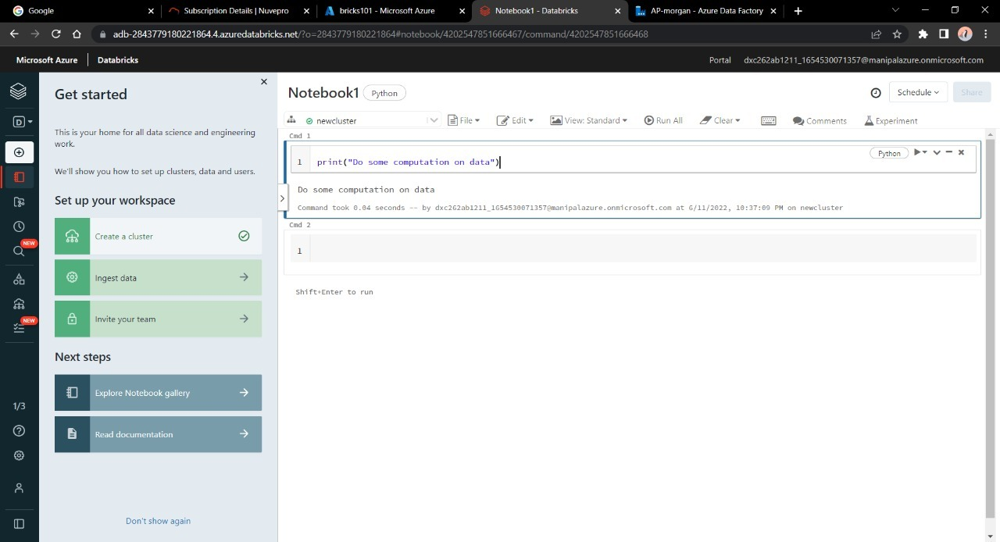 Google
Subscription Details | Nuvepro
bricks101 - Microsoft Azure
Notebook1 - Databricks
AP-morgan - Azure Data Factory
adb-2843779180221864.4.azuredatabricks.net/?o=2843779180221864#notebook/4202547851666467/command/4202547851666468
Microsoft Azure
Databricks
Portal
dxc262ab1211_1654530071357@manipalazure.onmicrosoft.com
D
NEW
NEW
1/3
Get started
This is your home for all data science and engineering
work.
We'll show you how to set up clusters, data and users.
Set up your workspace
Create a cluster
Ingest data
Invite your team
Next steps
Explore Notebook gallery
Read documentation
Don't show again
Notebook1
Python
Schedule
Share
newcluster
File
Edit
View: Standard
Run All
Clear
Comments
Experiment
Cmd 1
Python
1 print("Do some computation on data")
Do some computation on data
Command took 0.04 seconds -- by dxc262ab1211_1654530071357@manipalazure.onmicrosoft.com at 6/11/2022, 10:37:09 PM on newcluster
Cmd 2
1
Shift+Enter to run